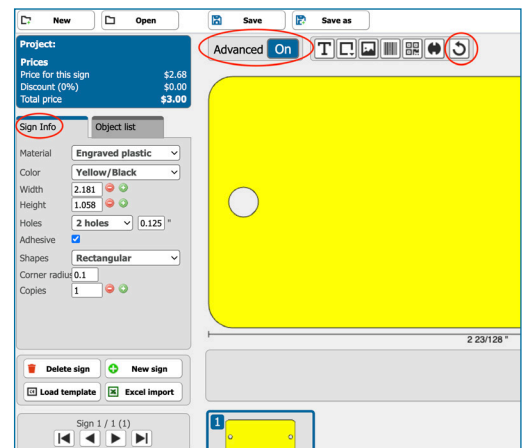 New Open Save Save as
Project:
Prices
Price for this sign $2.68
Discount (0%) $0.00
Total price $3.00
Advanced On T
Sign Info Object list
Material Engraved plastic
Color Yellow/Black
Width 2.181
Height 1.058
Holes 2 holes 0.125 "
Adhesive
Shapes Rectangular
Corner radius 0.1
Copies 1
2 23/128 "
Delete sign New sign
Load template Excel import
Sign 1 / 1 (1)
1